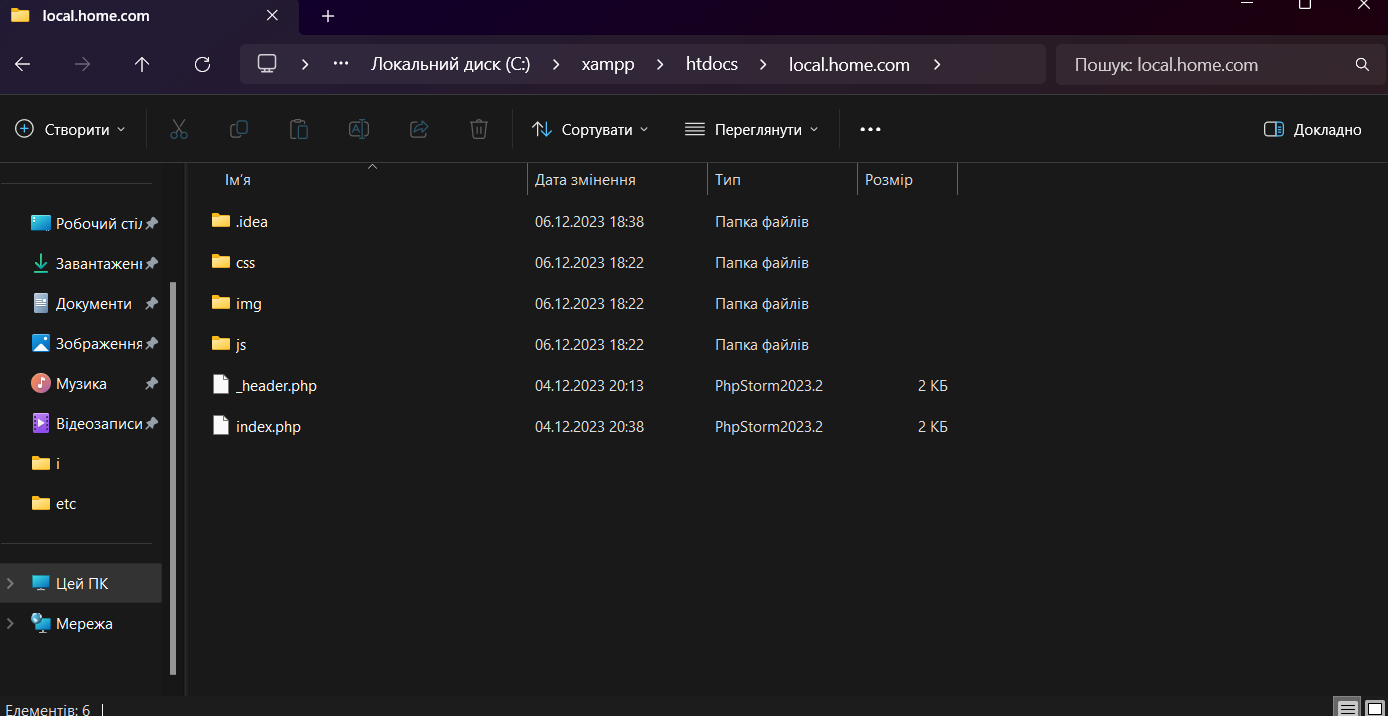 local.home.com
Локальний диск (C:) xampp htdocs local.home.com
Пошук: local.home.com
Створити Сортувати Переглянути Докладно
Ім'я Дата змінення Тип Розмір
.idea 06.12.2023 18:38 Папка файлів
css 06.12.2023 18:22 Папка файлів
img 06.12.2023 18:22 Папка файлів
js 06.12.2023 18:22 Папка файлів
_header.php 04.12.2023 20:13 PhpStorm2023.2 2 КБ
index.php 04.12.2023 20:38 PhpStorm2023.2 2 КБ
Робочий стіл
Завантажен
Документи
Зображення
Музика
Відеозаписи
i
etc
Цей ПК
Мережа
Елементів: 6